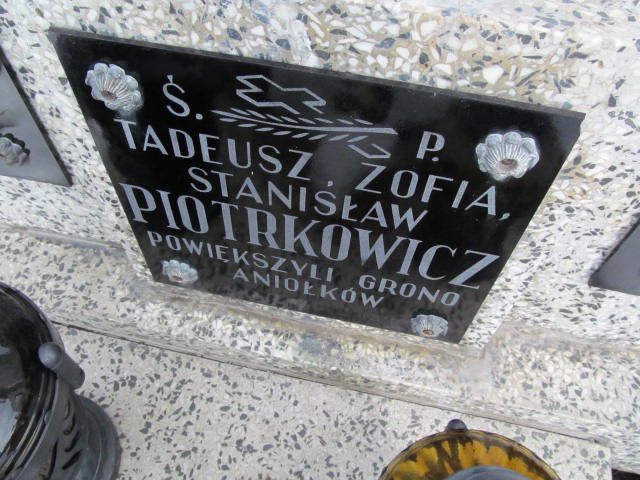 Ś. P.
TADEUSZ, ZOFIA,
STANISŁAW
PIOTRKOWICZ
POWIĘKSZYLI GRONO
ANIOŁKÓW